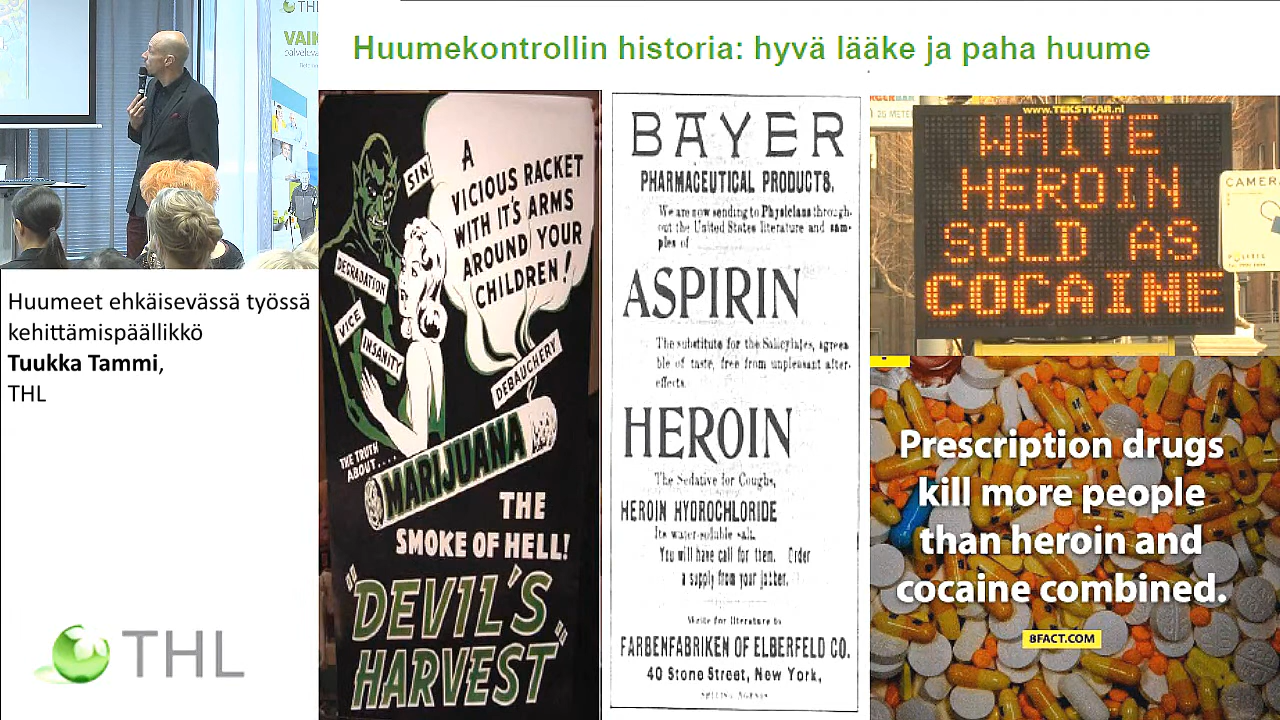 THL
VAIK
palveleva
Huumekontrollin historia: hyvä lääke ja paha huume
Huumeet ehkäisevässä työssä
kehittämispäällikkö
Tuukka Tammi,
THL
THL
SIN
A
VICIOUS RACKET
WITH IT'S ARMS
AROUND YOUR
CHILDREN!
DEGRADATION
VICE
INSANITY
DEBAUCHERY
THE TRUTH
ABOUT....
MARIJUANA
THE
SMOKE OF HELL!
"DEVIL'S
HARVEST"
BAYER
PHARMACEUTICAL PRODUCTS.
We are now sending to Physicians through-
out the United States literature and sam-
ples of
ASPIRIN
The substitute for the Salicylates, agreea-
ble of taste, free from unpleasant after-
effects.
HEROIN
The Sedative for Coughs,
HEROIN HYDROCHLORIDE
Its water-soluble salt.
You will have call for them. Order
a supply from your jobber.
Write for literature to
FARBENFABRIKEN OF ELBERFELD CO.
40 Stone Street, New York,
SELLING AGENTS
www.TEKSTKAR.nl
WHITE
HEROIN
SOLD AS
COCAINE
CAMER
Prescription drugs
kill more people
than heroin and
cocaine combined.
8FACT.COM